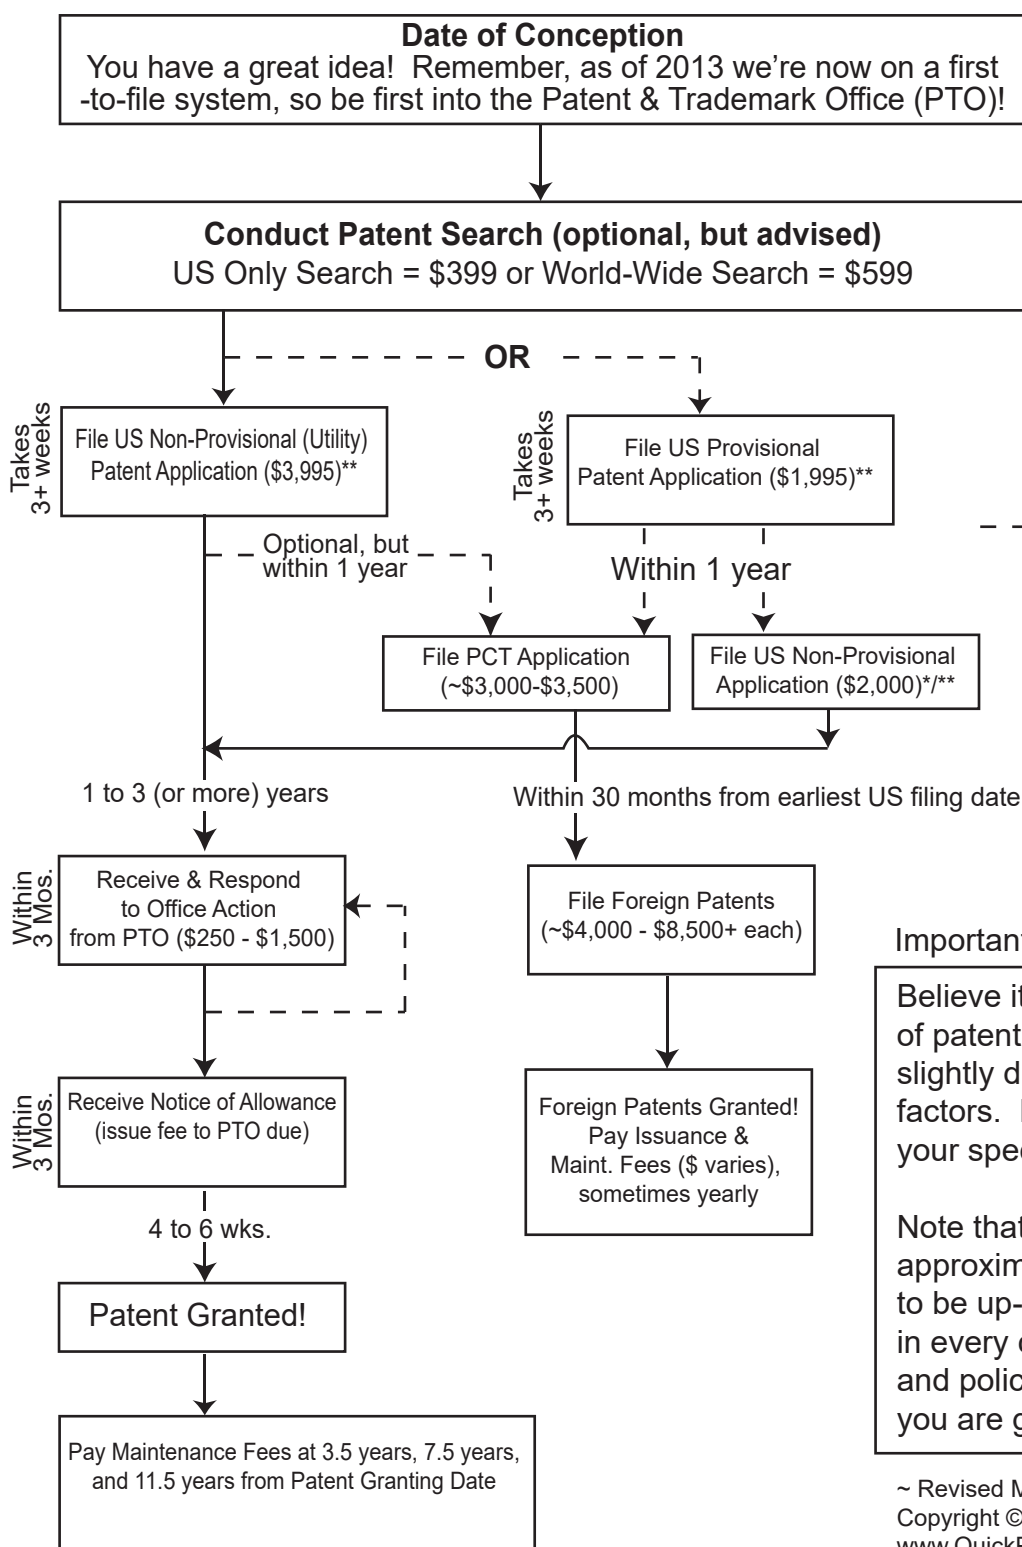 Date of Conception
You have a great idea!  Remember, as of 2013 we're now on a first
-to-file system, so be first into the Patent & Trademark Office (PTO)!
Conduct Patent Search (optional, but advised)
US Only Search = $399 or World-Wide Search = $599
OR
Takes
3+ weeks
File US Non-Provisional (Utility)
Patent Application ($3,995)**
Takes
3+ weeks
File US Provisional
Patent Application ($1,995)**
Optional, but
within 1 year
Within 1 year
File PCT Application
(~$3,000-$3,500)
File US Non-Provisional
Application ($2,000)*/**
1 to 3 (or more) years
Within 30 months from earliest US filing date
Within
3 Mos.
Receive & Respond
to Office Action
from PTO ($250 - $1,500)
File Foreign Patents
(~$4,000 - $8,500+ each)
Within
3 Mos.
Receive Notice of Allowance
(issue fee to PTO due)
Foreign Patents Granted!
Pay Issuance &
Maint. Fees ($ varies),
sometimes yearly
4 to 6 wks.
Patent Granted!
Pay Maintenance Fees at 3.5 years, 7.5 years,
and 11.5 years from Patent Granting Date
Important
Believe it
of patent
slightly d
factors.
your spe
Note that
approxim
to be up-
in every
and polic
you are g
~ Revised M
Copyright ©
www.Quick